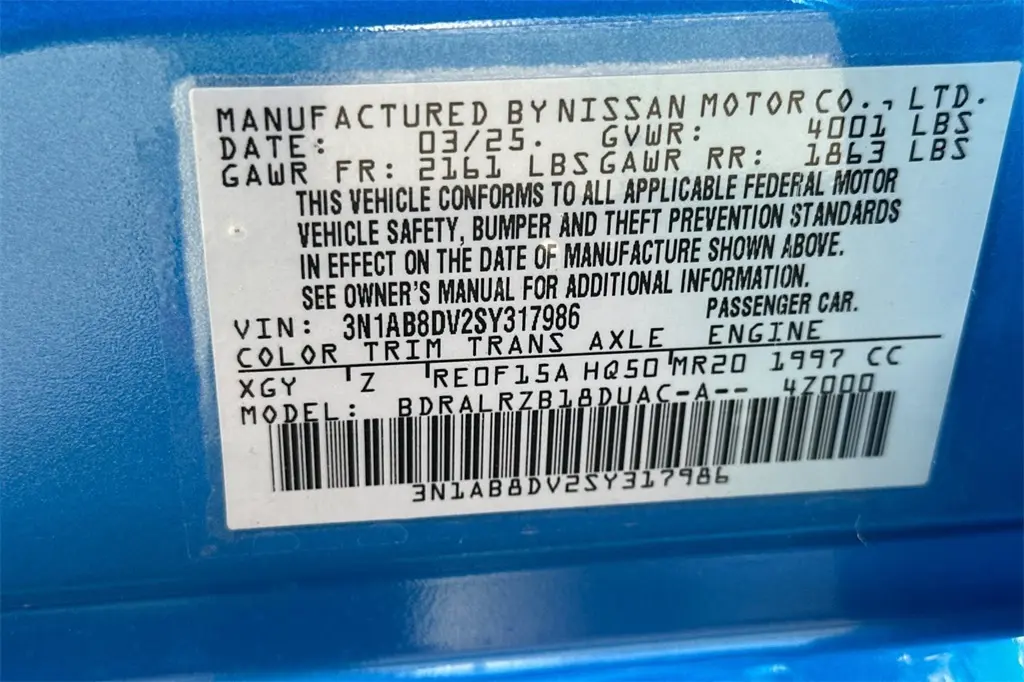 MANUFACTURED BY NISSAN MOTOR CO., LTD.
DATE: 03/25. GVWR: 4001 LBS
GAWR FR: 2161 LBS GAWR RR: 1863 LBS
THIS VEHICLE CONFORMS TO ALL APPLICABLE FEDERAL MOTOR
VEHICLE SAFETY, BUMPER AND THEFT PREVENTION STANDARDS
IN EFFECT ON THE DATE OF MANUFACTURE SHOWN ABOVE.
SEE OWNER'S MANUAL FOR ADDITIONAL INFORMATION.
VIN: 3N1AB8DV2SY317986 PASSENGER CAR.
COLOR TRIM TRANS AXLE ENGINE
XGY Z RE0F15A HQ50 MR20 1997 CC
MODEL: BDRALRZB18DUAC-A-- 4Z000
3N1AB8DV2SY317986